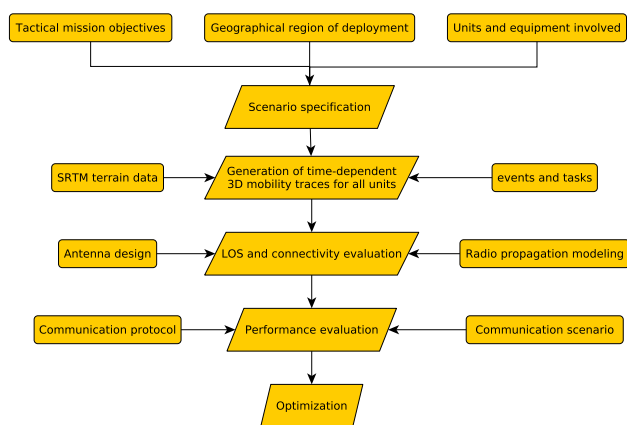 Tactical mission objectives
Geographical region of deployment
Units and equipment involved
Scenario specification
SRTM terrain data
Generation of time-dependent
3D mobility traces for all units
events and tasks
Antenna design
LOS and connectivity evaluation
Radio propagation modeling
Communication protocol
Performance evaluation
Communication scenario
Optimization